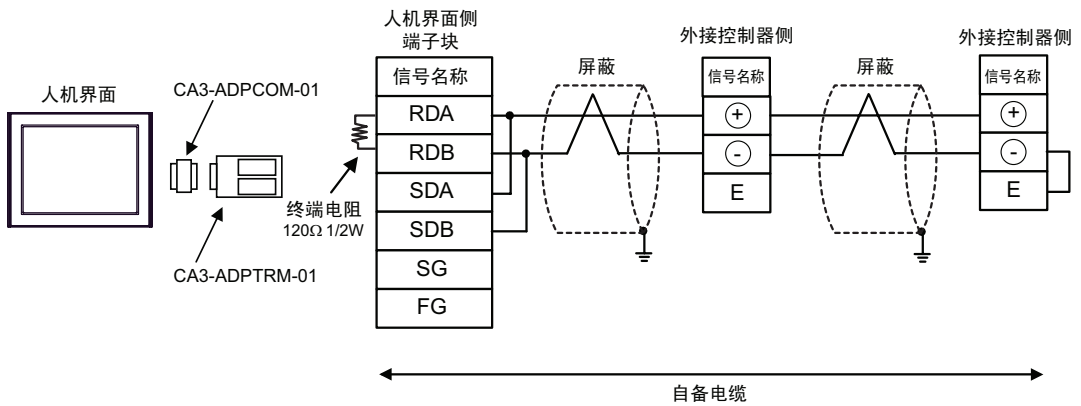 人机界面
CA3-ADPCOM-01
CA3-ADPTRM-01
终端电阻
120Ω 1/2W
人机界面侧
端子块
信号名称
RDA
RDB
SDA
SDB
SG
FG
屏蔽
外接控制器侧
信号名称
+
-
E
屏蔽
外接控制器侧
信号名称
+
-
E
自备电缆